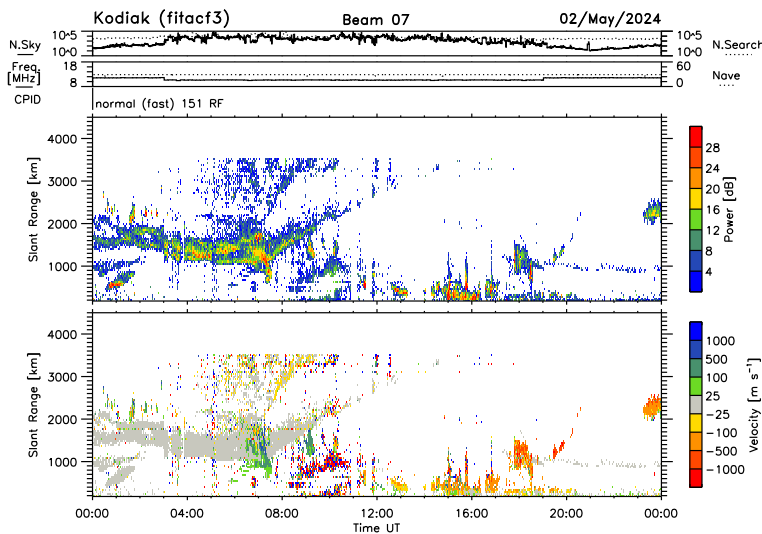 Kodiak (fitacf3) Beam 07 02/May/2024
N.Sky 10^5 10^0 10^5 10^0 N.Search
Freq. [MHz] 18 8 60 0 Nave
CPID normal (fast) 151 RF
Slant Range [km]
4000
3000
2000
1000
28
24
20
16
12
8
4
Power [dB]
Slant Range [km]
4000
3000
2000
1000
1000
500
100
25
−25
−100
−500
−1000
Velocity [m s⁻¹]
00:00 04:00 08:00 12:00 16:00 20:00 00:00
Time UT